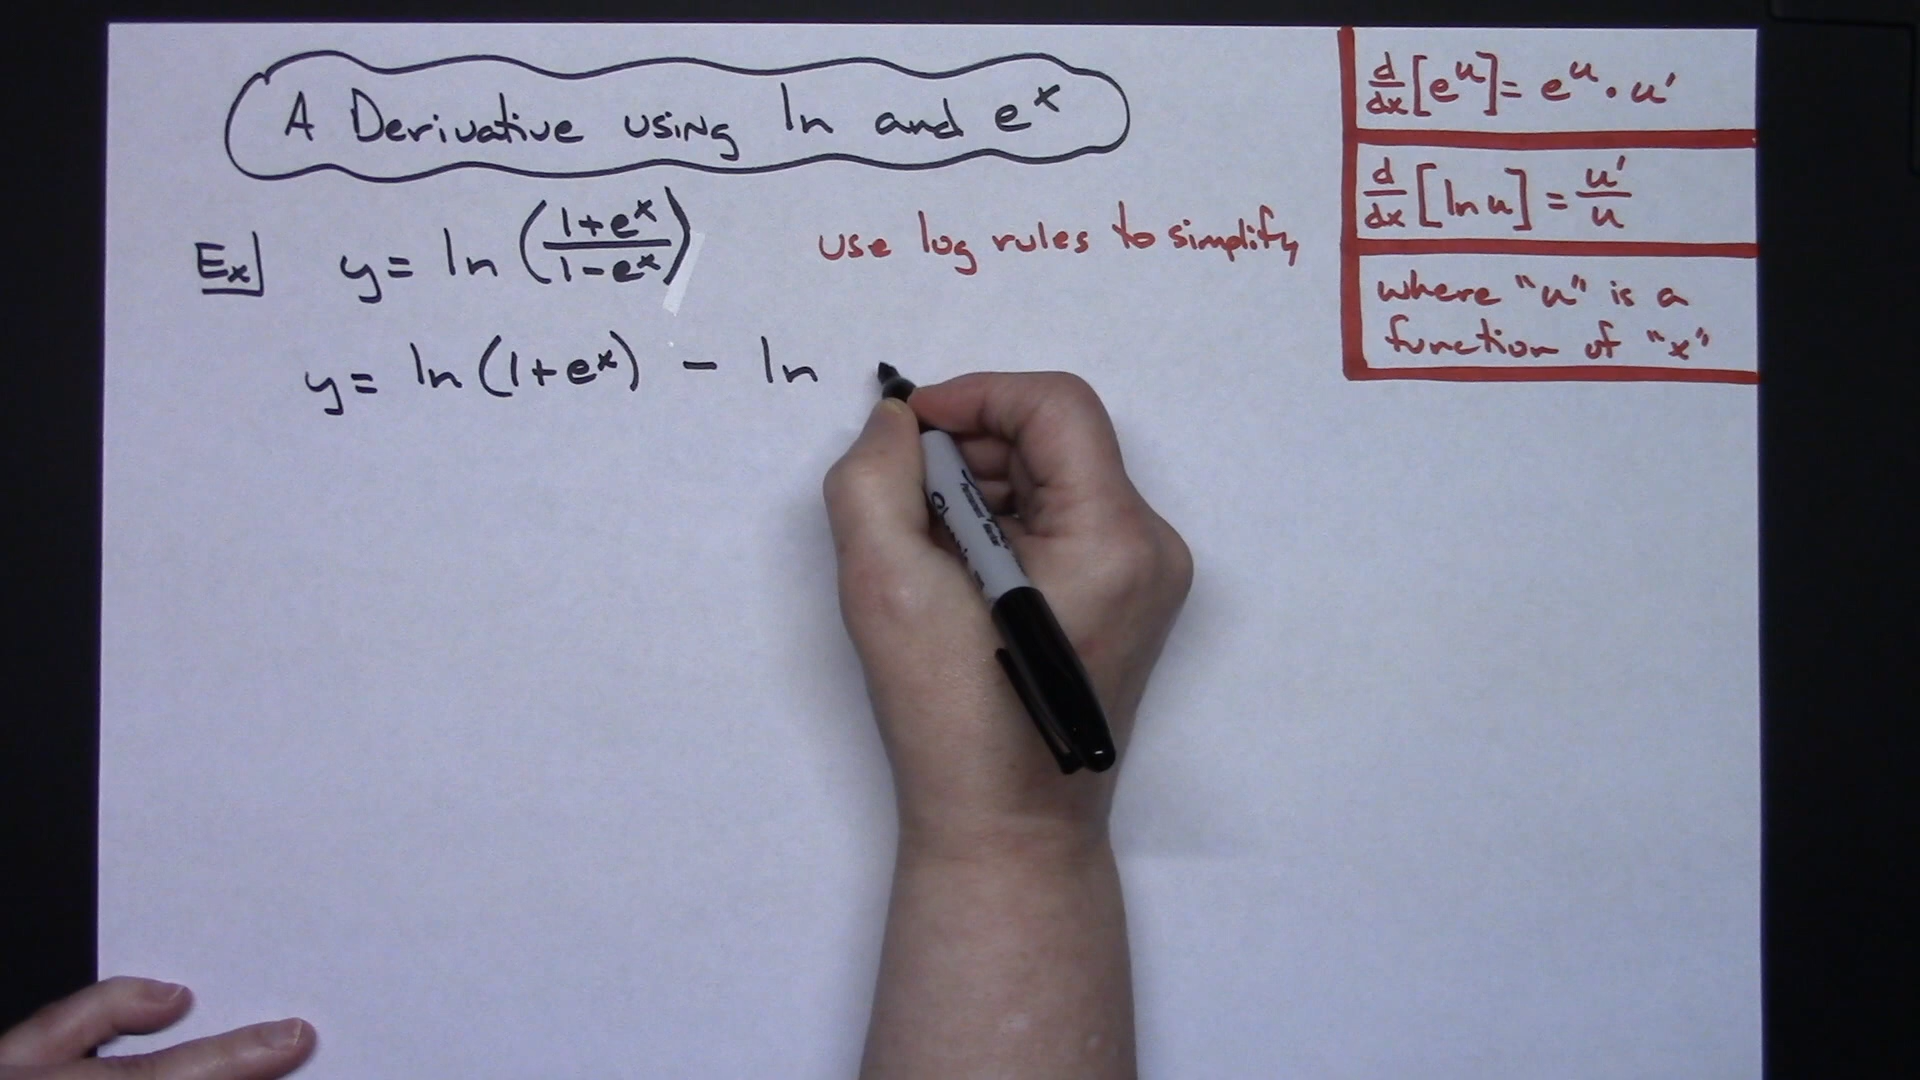 A Derivative using ln and e^x
Ex] y = ln ((1+e^x)/(1-e^x))
use log rules to simplify
y = ln(1+e^x) - ln
d/dx [e^u] = e^u · u'
d/dx [ln u] = u'/u
where "u" is a
function of "x"